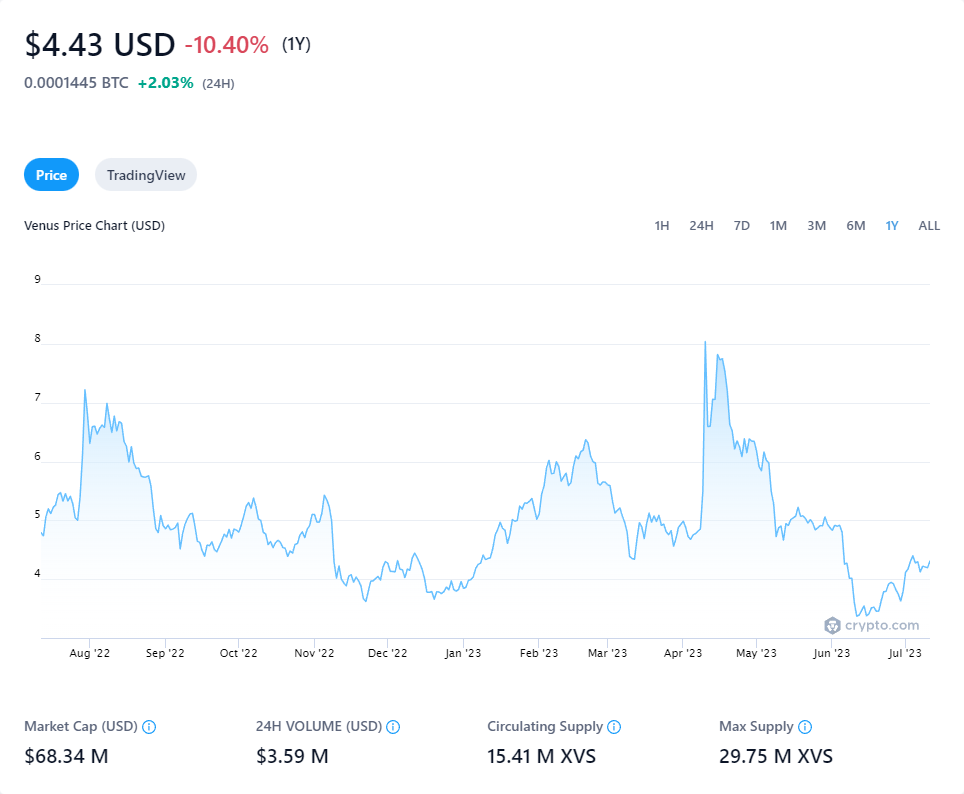 $4.43 USD -10.40% (1Y)
0.0001445 BTC +2.03% (24H)
Price TradingView
Venus Price Chart (USD) 1H 24H 7D 1M 3M 6M 1Y ALL
9
8
7
6
5
4
crypto.com
Aug '22 Sep '22 Oct '22 Nov '22 Dec '22 Jan '23 Feb '23 Mar '23 Apr '23 May '23 Jun '23 Jul '23
Market Cap (USD) 24H VOLUME (USD) Circulating Supply Max Supply
$68.34 M $3.59 M 15.41 M XVS 29.75 M XVS